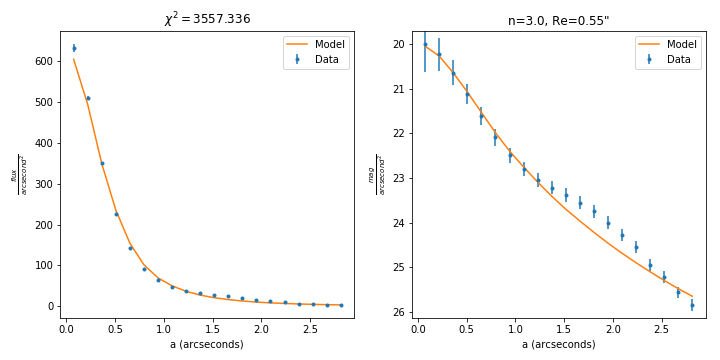 χ² = 3557.336
Model
Data
600
500
400
300
200
100
0
flux
arcsecond²
0.0 0.5 1.0 1.5 2.0 2.5
a (arcseconds)
n=3.0, Re=0.55"
Model
Data
20
21
22
23
24
25
26
mag
arcsecond²
0.0 0.5 1.0 1.5 2.0 2.5
a (arcseconds)